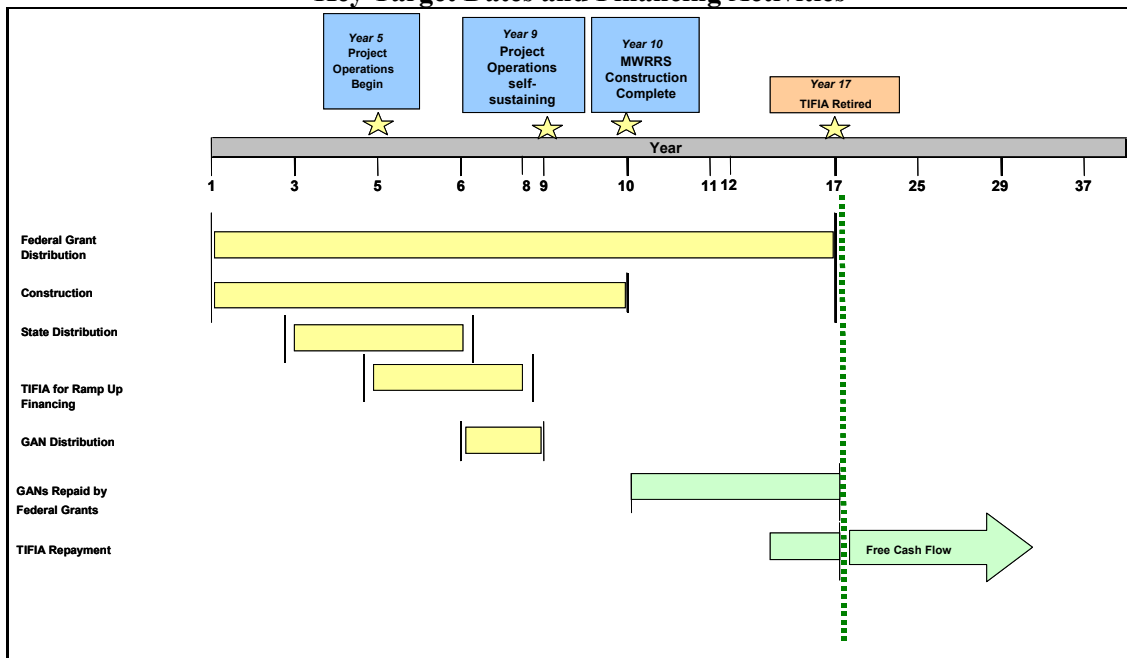 Key Target Dates and Financing Activities
Year 5
Project
Operations
Begin
Year 9
Project
Operations
self-
sustaining
Year 10
MWRRS
Construction
Complete
Year 17
TIFIA Retired
Year
1 3 5 6 8 9 10 11 12 17 25 29 37
Federal Grant
Distribution
Construction
State Distribution
TIFIA for Ramp Up
Financing
GAN Distribution
GANs Repaid by
Federal Grants
TIFIA Repayment
Free Cash Flow